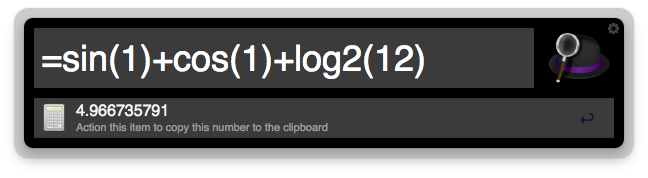 =sin(1)+cos(1)+log2(12)
4.966735791
Action this item to copy this number to the clipboard